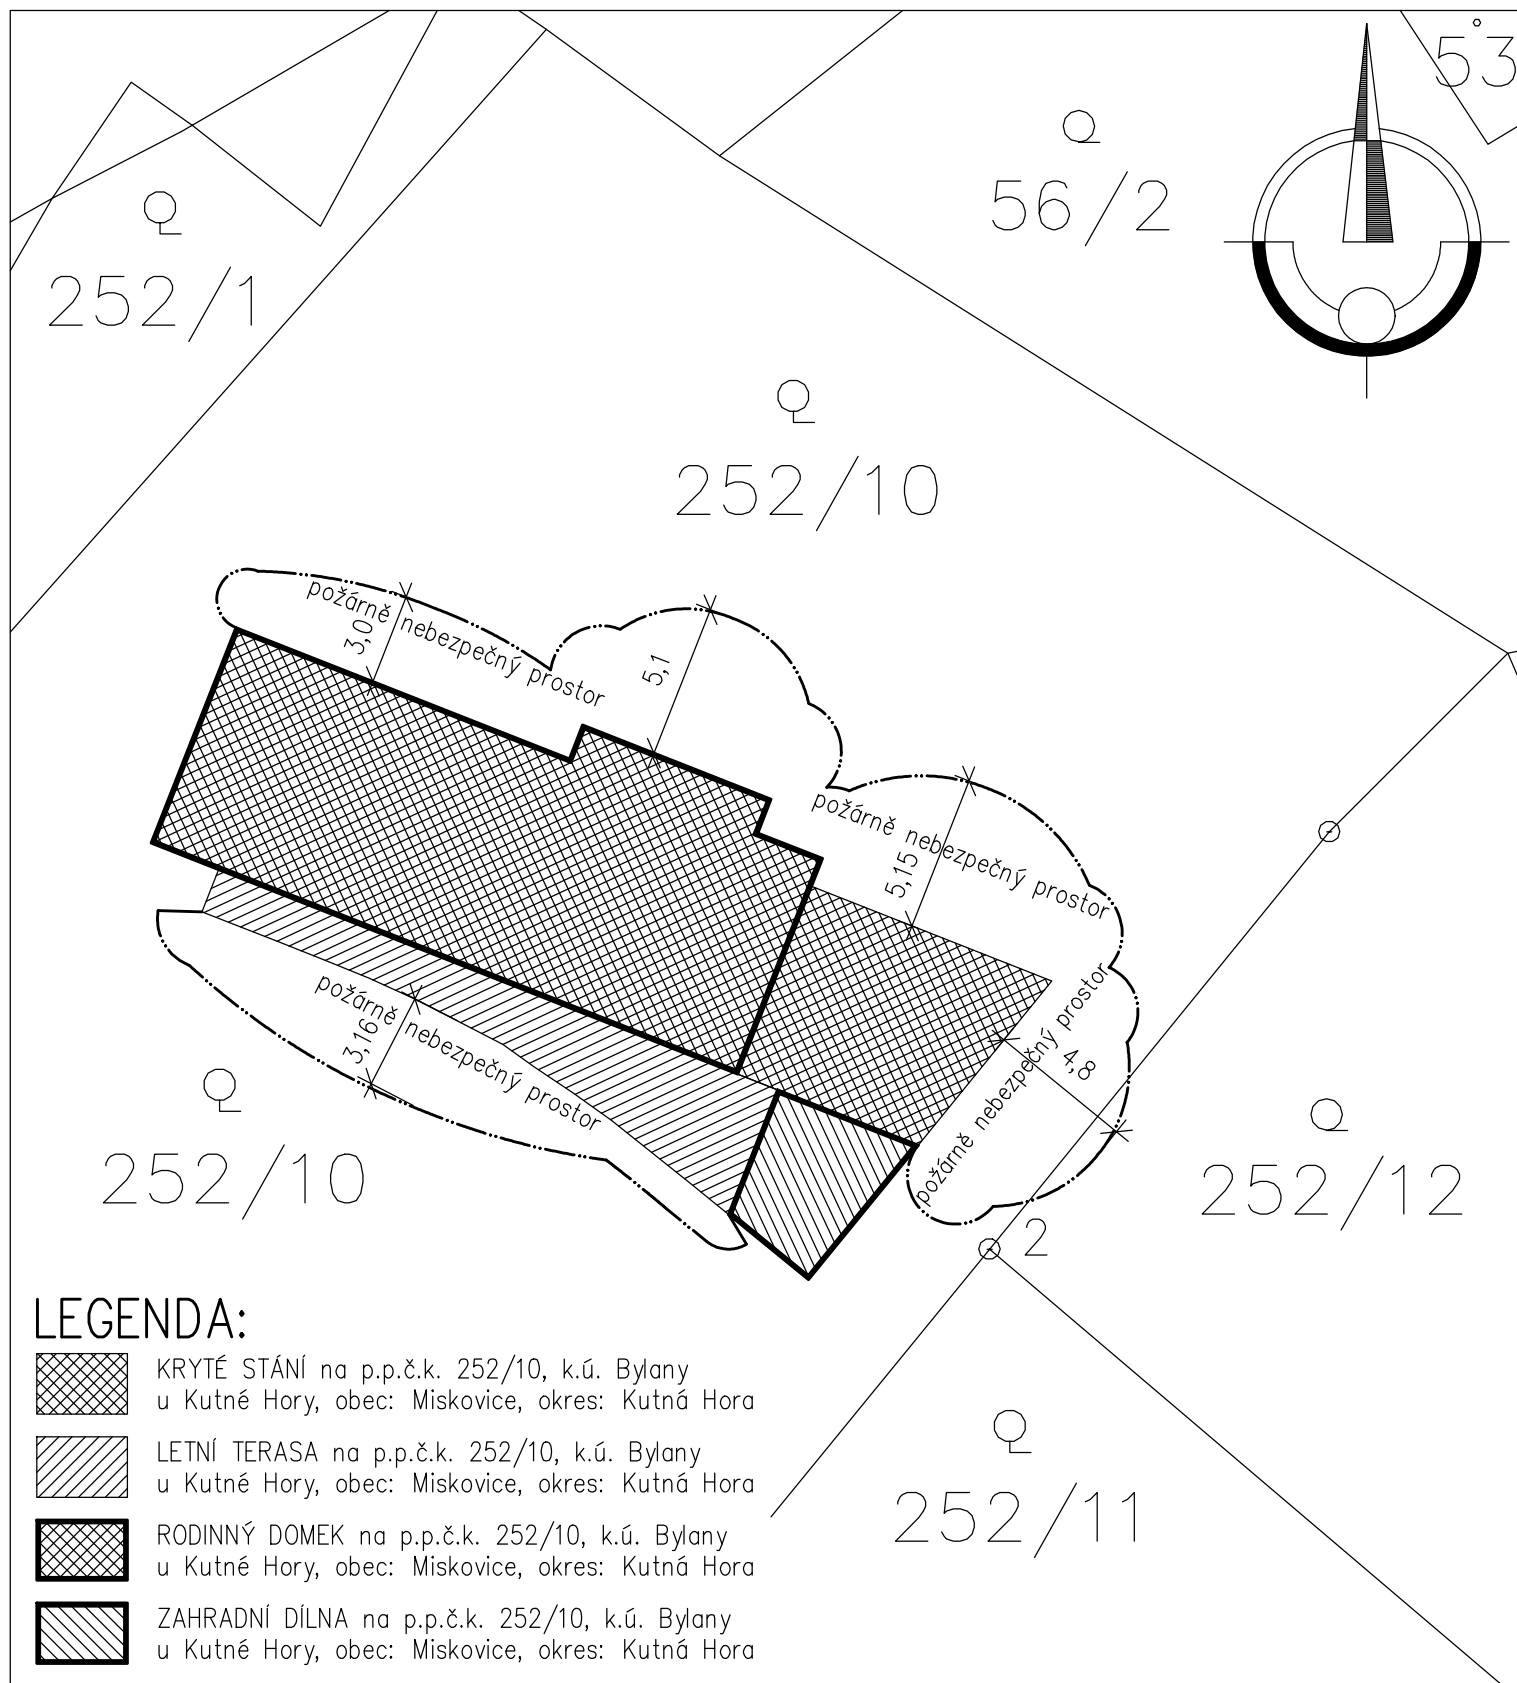 53
56/2
252/1
252/10
požárně nebezpečný prostor
3,0
5,1
požárně nebezpečný prostor
5,15
požárně nebezpečný prostor
4,8
požárně nebezpečný prostor
3,16
252/10
252/12
2
252/11
LEGENDA:
KRYTÉ STÁNÍ na p.p.č.k. 252/10, k.ú. Bylany
u Kutné Hory, obec: Miskovice, okres: Kutná Hora
LETNÍ TERASA na p.p.č.k. 252/10, k.ú. Bylany
u Kutné Hory, obec: Miskovice, okres: Kutná Hora
RODINNÝ DOMEK na p.p.č.k. 252/10, k.ú. Bylany
u Kutné Hory, obec: Miskovice, okres: Kutná Hora
ZAHRADNÍ DÍLNA na p.p.č.k. 252/10, k.ú. Bylany
u Kutné Hory, obec: Miskovice, okres: Kutná Hora